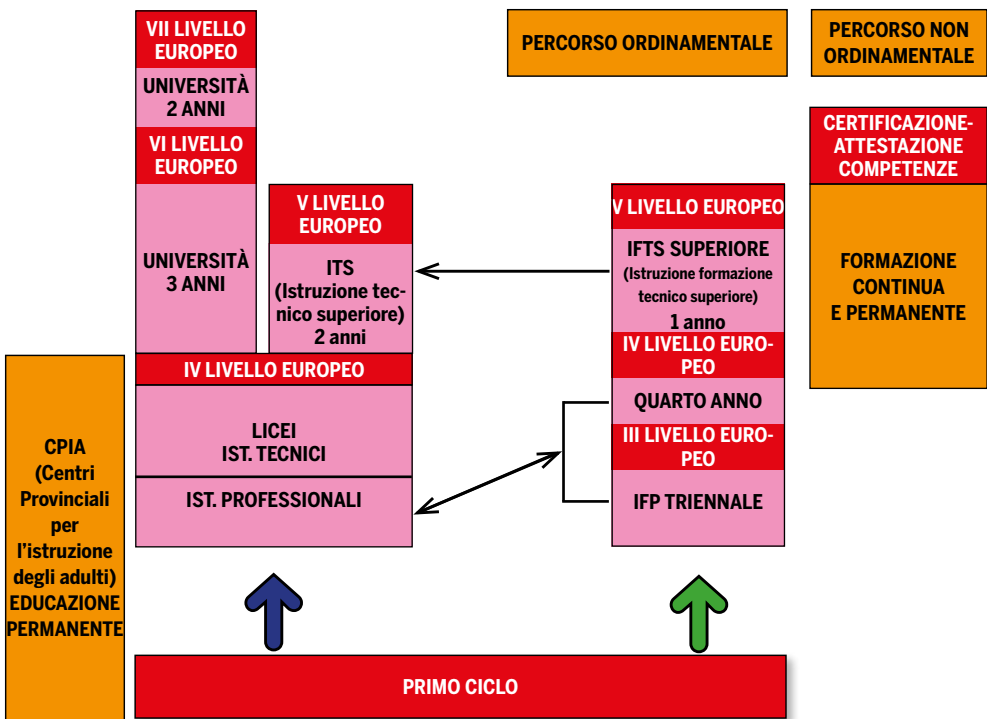 VII LIVELLO
EUROPEO
UNIVERSITÀ
2 ANNI
VI LIVELLO
EUROPEO
UNIVERSITÀ
3 ANNI
V LIVELLO
EUROPEO
ITS
(Istruzione tec-
nico superiore)
2 anni
IV LIVELLO EUROPEO
LICEI
IST. TECNICI
IST. PROFESSIONALI
CPIA
(Centri
Provinciali
per
l'istruzione
degli adulti)
EDUCAZIONE
PERMANENTE
PERCORSO ORDINAMENTALE
PERCORSO NON
ORDINAMENTALE
CERTIFICAZIONE-
ATTESTAZIONE
COMPETENZE
FORMAZIONE
CONTINUA
E PERMANENTE
V LIVELLO EUROPEO
IFTS SUPERIORE
(Istruzione formazione
tecnico superiore)
1 anno
IV LIVELLO EURO-
PEO
QUARTO ANNO
III LIVELLO EURO-
PEO
IFP TRIENNALE
PRIMO CICLO